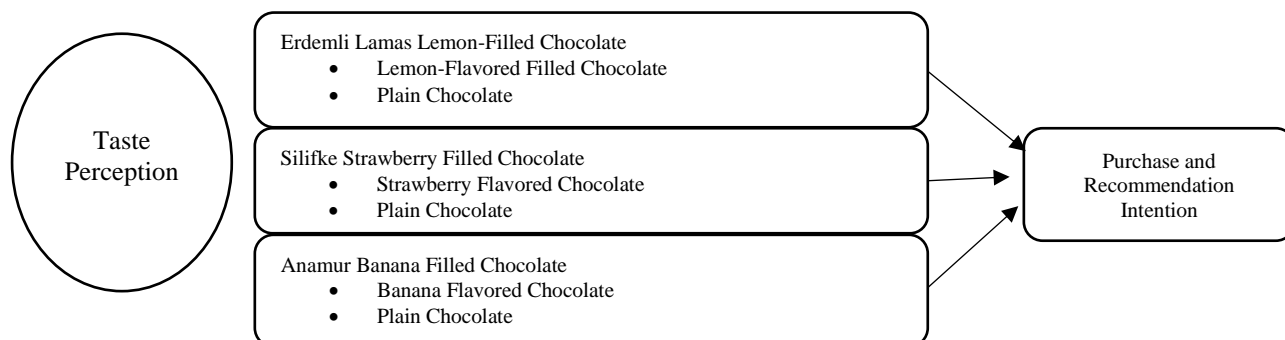 Taste
Perception
Erdemli Lamas Lemon-Filled Chocolate
• Lemon-Flavored Filled Chocolate
• Plain Chocolate
Silifke Strawberry Filled Chocolate
• Strawberry Flavored Chocolate
• Plain Chocolate
Anamur Banana Filled Chocolate
• Banana Flavored Chocolate
• Plain Chocolate
Purchase and
Recommendation
Intention